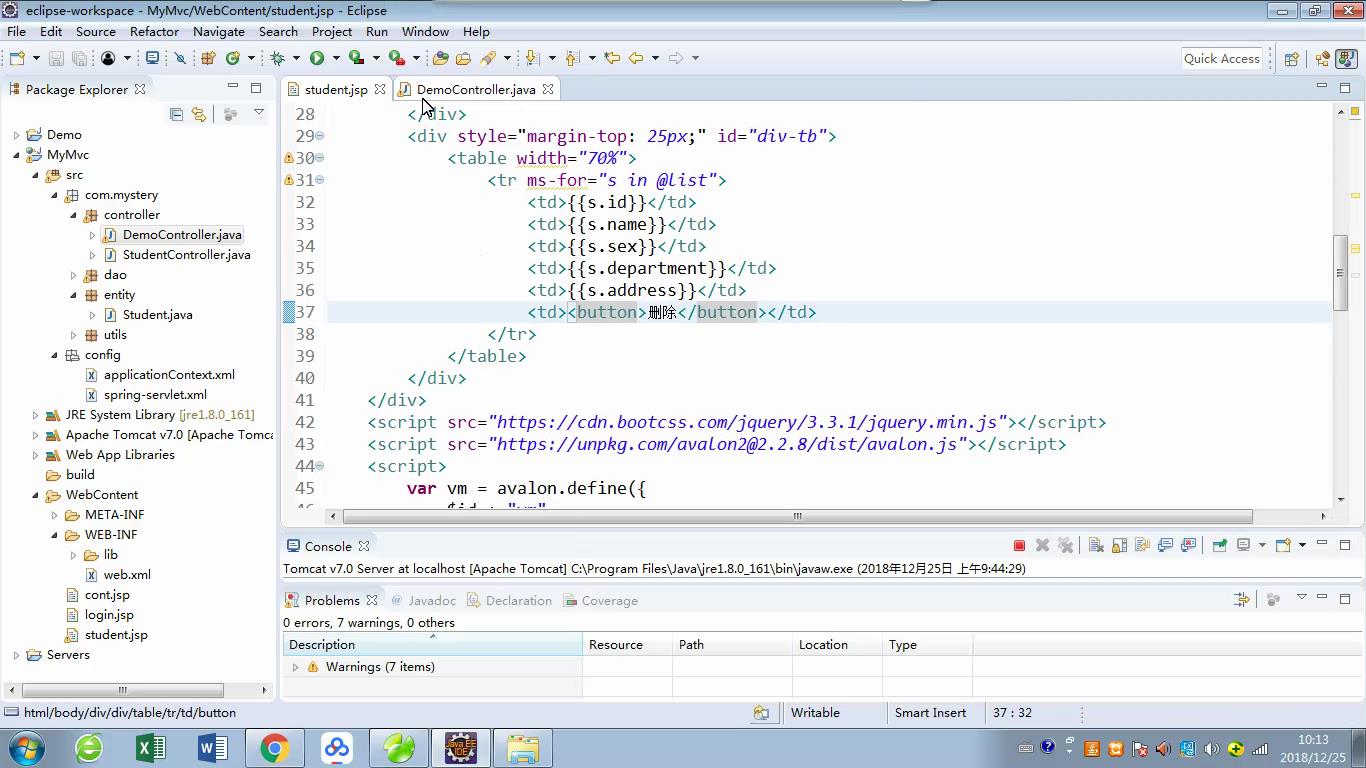 eclipse-workspace - MyMvc/WebContent/student.jsp - Eclipse
File Edit Source Refactor Navigate Search Project Run Window Help
Quick Access
Package Explorer
student.jsp
DemoController.java
Demo
MyMvc
src
com.mystery
controller
DemoController.java
StudentController.java
dao
entity
Student.java
utils
config
applicationContext.xml
spring-servlet.xml
JRE System Library [jre1.8.0_161]
Apache Tomcat v7.0 [Apache Tomca
Web App Libraries
build
WebContent
META-INF
WEB-INF
lib
web.xml
cont.jsp
login.jsp
student.jsp
Servers
28 </div>
29 <div style="margin-top: 25px;" id="div-tb">
30 <table width="70%">
31 <tr ms-for="s in @list">
32 <td>{{s.id}}</td>
33 <td>{{s.name}}</td>
34 <td>{{s.sex}}</td>
35 <td>{{s.department}}</td>
36 <td>{{s.address}}</td>
37 <td><button>删除</button></td>
38 </tr>
39 </table>
40 </div>
41 </div>
42 <script src="https://cdn.bootcss.com/jquery/3.3.1/jquery.min.js"></script>
43 <script src="https://unpkg.com/avalon2@2.2.8/dist/avalon.js"></script>
44 <script>
45 var vm = avalon.define({
Console
Tomcat v7.0 Server at localhost [Apache Tomcat] C:\Program Files\Java\jre1.8.0_161\bin\javaw.exe (2018年12月25日 上午9:44:29)
Problems @ Javadoc Declaration Coverage
0 errors, 7 warnings, 0 others
Description Resource Path Location Type
Warnings (7 items)
html/body/div/div/table/tr/td/button
Writable Smart Insert 37 : 32
10:13
2018/12/25